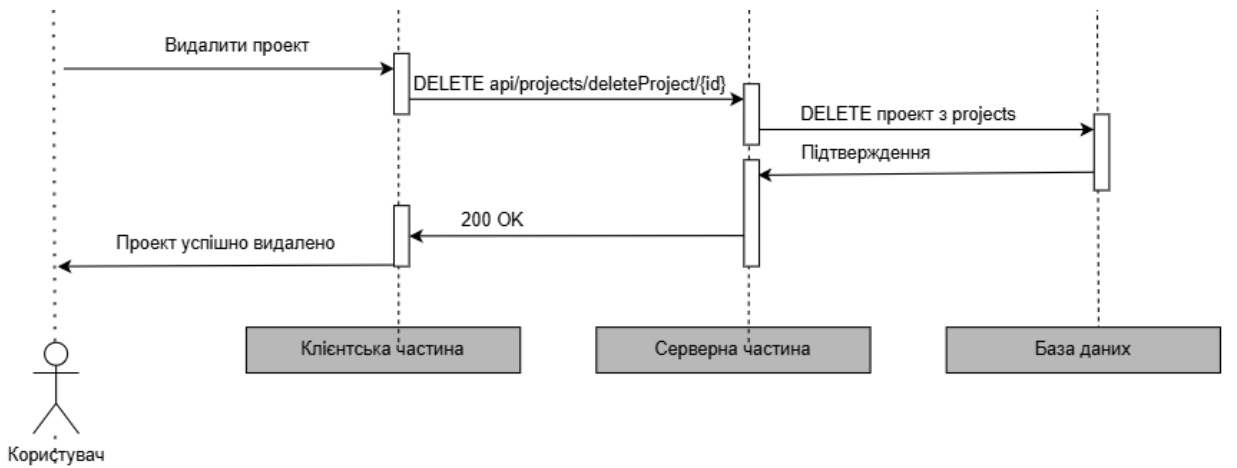 Видалити проект
DELETE api/projects/deleteProject/{id}
DELETE проект з projects
Підтверждення
200 OK
Проект успішно видалено
Клієнтська частина
Серверна частина
База даних
Користувач